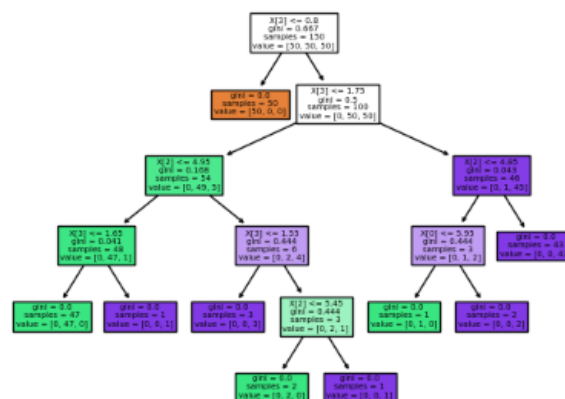 X[3] <= 0.8
gini = 0.667
samples = 150
value = [50, 50, 50]
gini = 0.0
samples = 50
value = [50, 0, 0]
X[3] <= 1.75
gini = 0.5
samples = 100
value = [0, 50, 50]
X[2] <= 4.95
gini = 0.168
samples = 54
value = [0, 49, 5]
X[2] <= 4.85
gini = 0.043
samples = 46
value = [0, 1, 45]
X[3] <= 1.65
gini = 0.041
samples = 48
value = [0, 47, 1]
X[3] <= 1.55
gini = 0.444
samples = 6
value = [0, 2, 4]
X[0] <= 5.95
gini = 0.444
samples = 3
value = [0, 1, 2]
gini = 0.0
samples = 43
value = [0, 0, 43]
gini = 0.0
samples = 47
value = [0, 47, 0]
gini = 0.0
samples = 1
value = [0, 0, 1]
gini = 0.0
samples = 3
value = [0, 0, 3]
X[2] <= 5.45
gini = 0.444
samples = 3
value = [0, 2, 1]
gini = 0.0
samples = 1
value = [0, 1, 0]
gini = 0.0
samples = 2
value = [0, 0, 2]
gini = 0.0
samples = 2
value = [0, 2, 0]
gini = 0.0
samples = 1
value = [0, 0, 1]